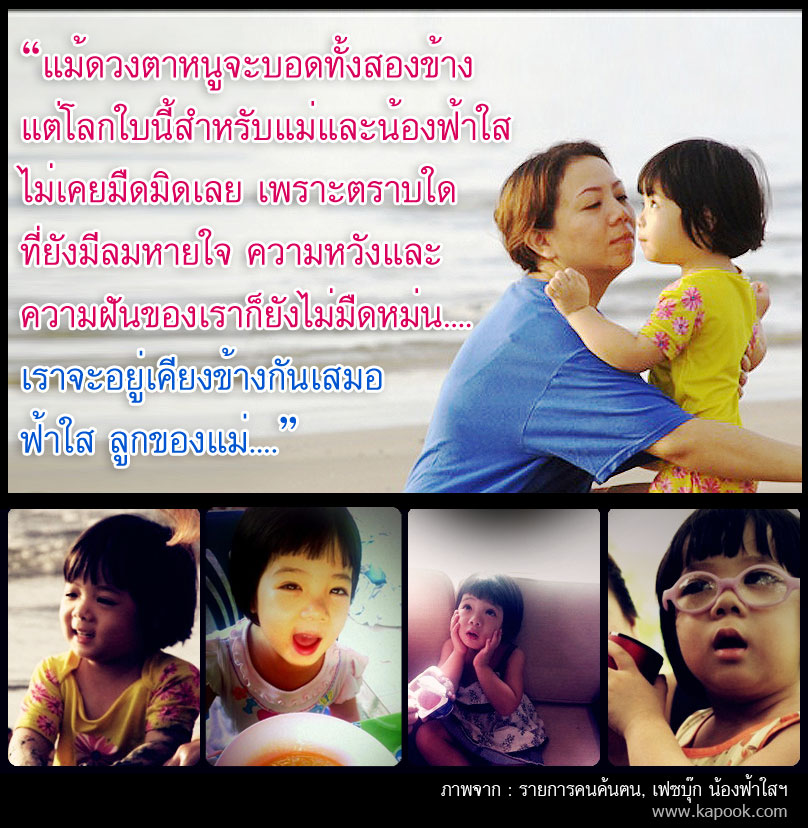 “แม้ดวงตาหนูจะบอดทั้งสองข้าง
แต่โลกใบนี้สำหรับแม่และน้องฟ้าใส
ไม่เคยมืดมิดเลย เพราะตราบใด
ที่ยังมีลมหายใจ ความหวังและ
ความฝันของเราก็ยังไม่มืดหม่น....
เราจะอยู่เคียงข้างกันเสมอ
ฟ้าใส ลูกของแม่....”
ภาพจาก : รายการคนค้นฅน, เฟซบุ๊ก น้องฟ้าใสฯ
www.kapook.com